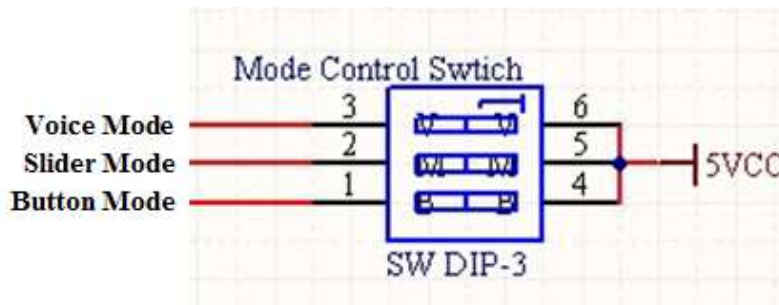 Mode Control Swtich
Voice Mode 3 V V 6
Slider Mode 2 M M 5 5VCC
Button Mode 1 B B 4
SW DIP-3